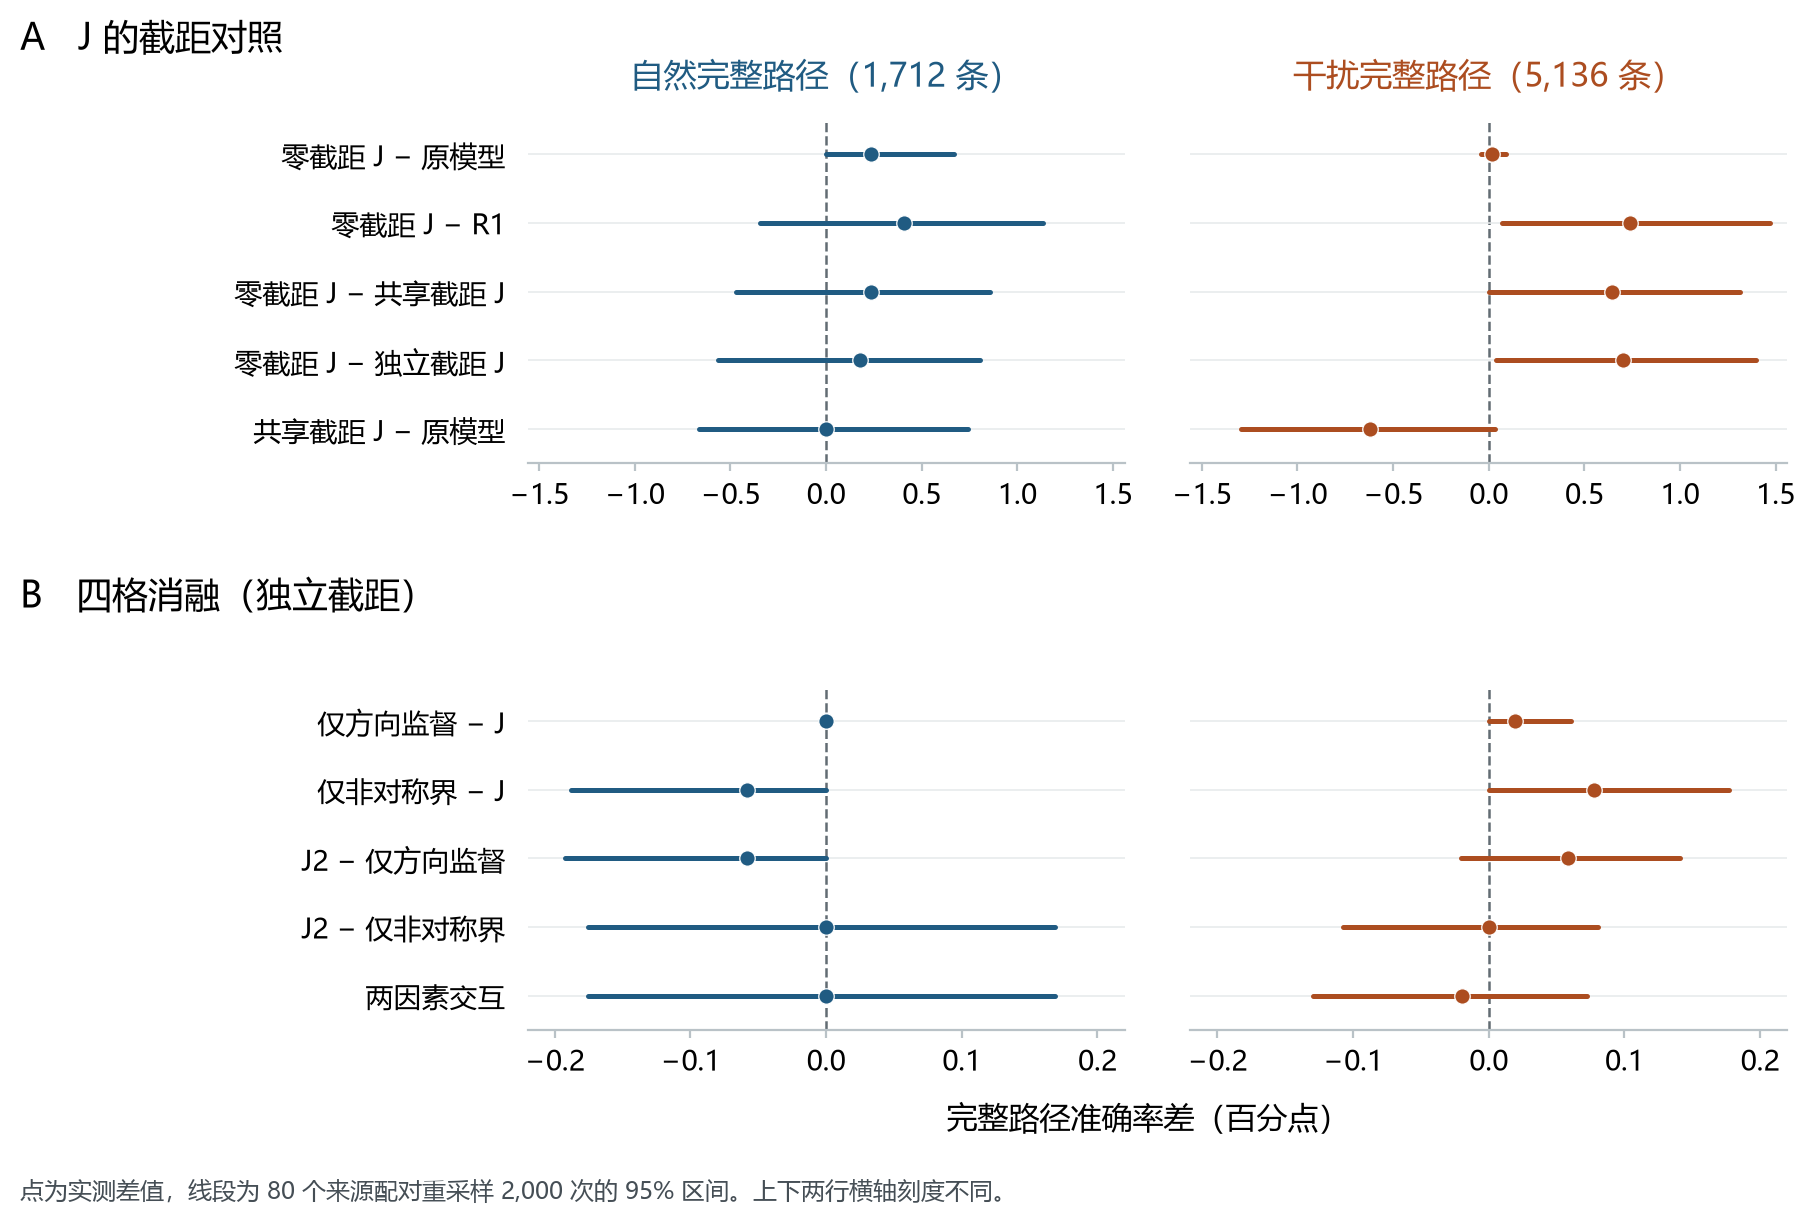 A J 的截距对照
自然完整路径（1,712 条）
干扰完整路径（5,136 条）
零截距 J − 原模型
零截距 J − R1
零截距 J − 共享截距 J
零截距 J − 独立截距 J
共享截距 J − 原模型
−1.5 −1.0 −0.5 0.0 0.5 1.0 1.5
−1.5 −1.0 −0.5 0.0 0.5 1.0 1.5
B 四格消融（独立截距）
仅方向监督 − J
仅非对称界 − J
J2 − 仅方向监督
J2 − 仅非对称界
两因素交互
−0.2 −0.1 0.0 0.1 0.2
−0.2 −0.1 0.0 0.1 0.2
完整路径准确率差（百分点）
点为实测差值，线段为 80 个来源配对重采样 2,000 次的 95% 区间。上下两行横轴刻度不同。